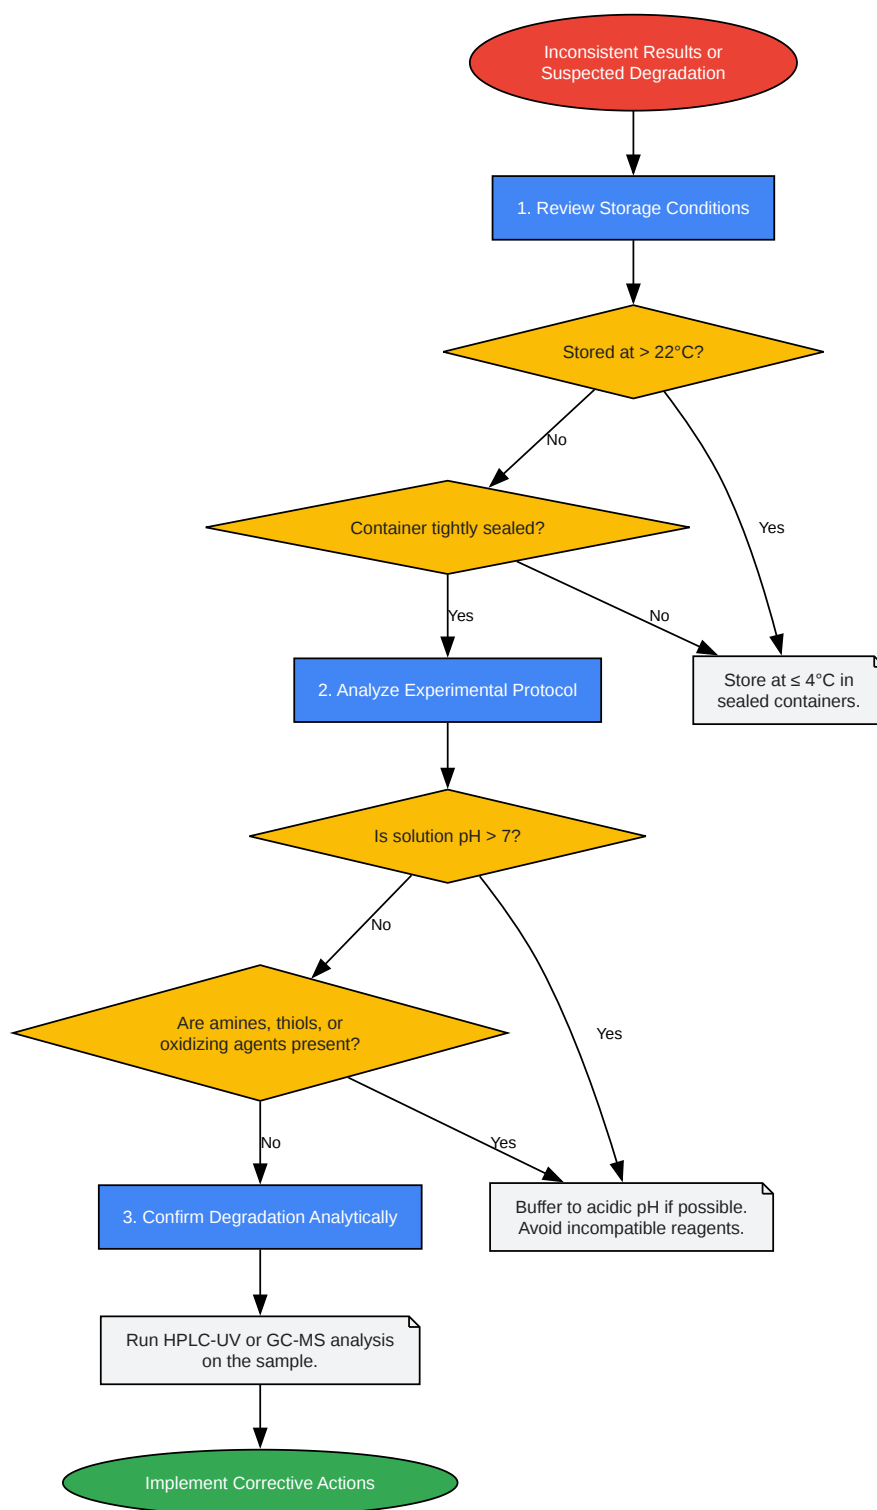 Inconsistent Results or
Suspected Degradation
1. Review Storage Conditions
Stored at > 22°C?
No
Container tightly sealed?
Yes
Yes
No
Store at ≤ 4°C in
sealed containers.
2. Analyze Experimental Protocol
Is solution pH > 7?
No
Are amines, thiols, or
oxidizing agents present?
Yes
No
Yes
Buffer to acidic pH if possible.
Avoid incompatible reagents.
3. Confirm Degradation Analytically
Run HPLC-UV or GC-MS analysis
on the sample.
Implement Corrective Actions